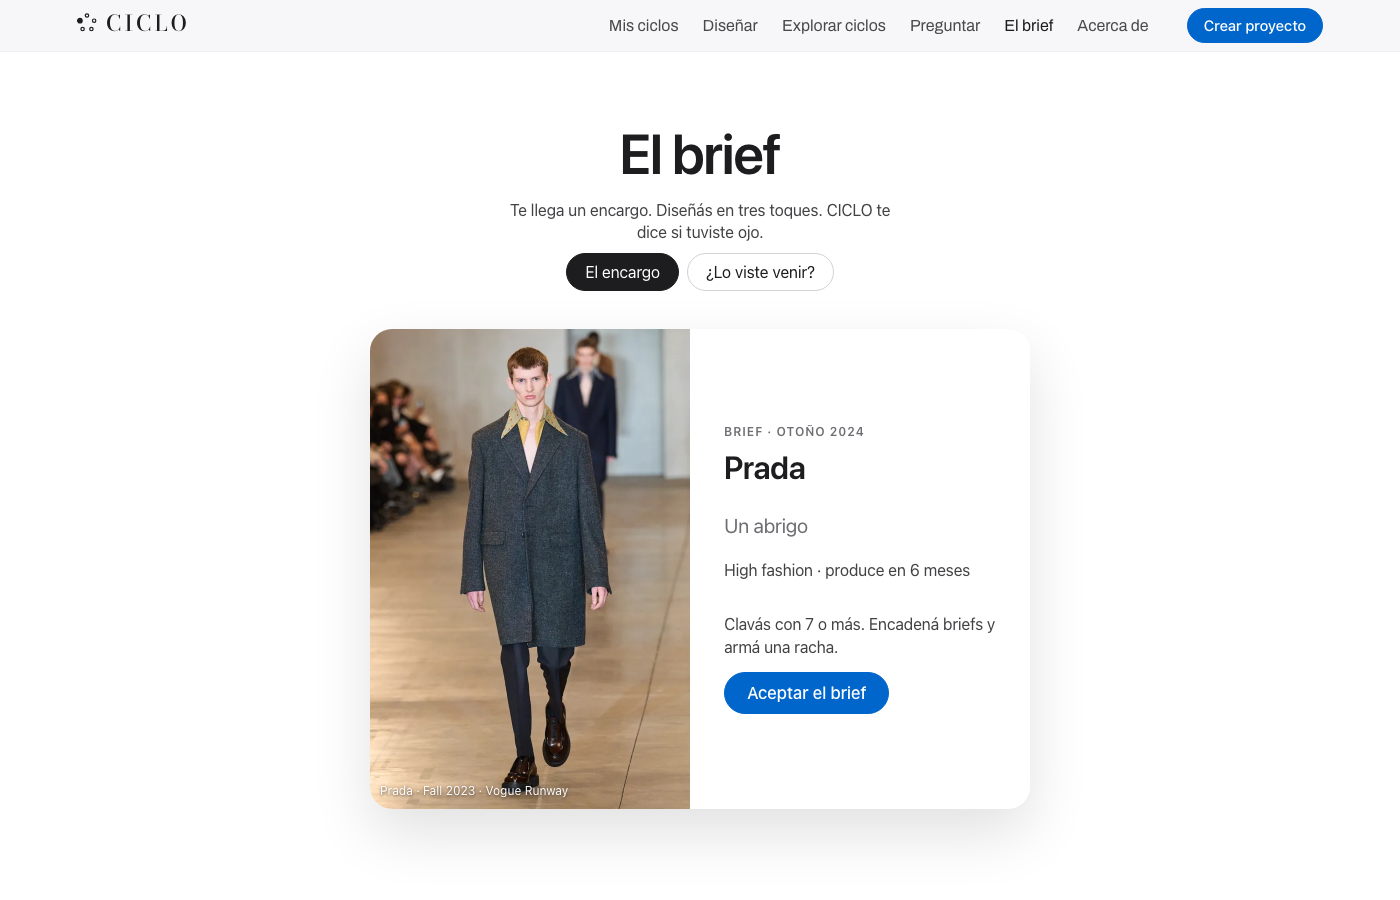 CICLO
Mis ciclos
Diseñar
Explorar ciclos
Preguntar
El brief
Acerca de
Crear proyecto
El brief
Te llega un encargo. Diseñás en tres toques. CICLO te
dice si tuviste ojo.
El encargo
¿Lo viste venir?
BRIEF · OTOÑO 2024
Prada
Un abrigo
High fashion · produce en 6 meses
Clavás con 7 o más. Encadená briefs y
armá una racha.
Aceptar el brief
Prada · Fall 2023 · Vogue Runway